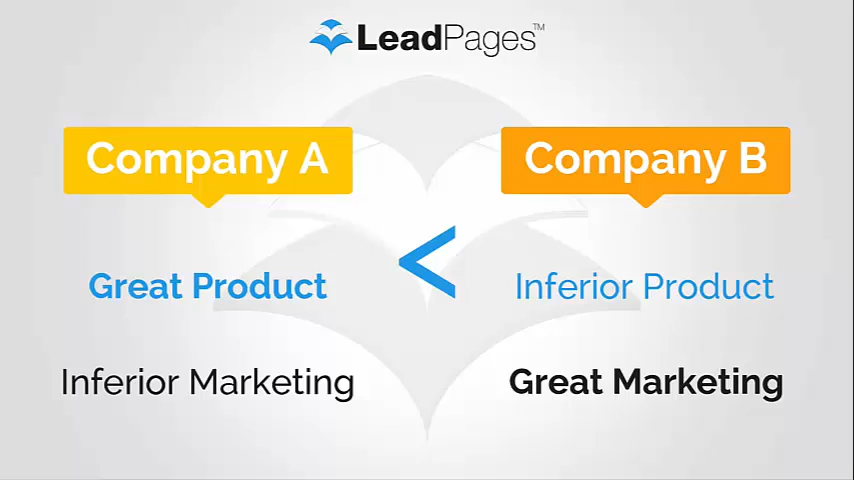 LeadPages™
Company A
Company B
<
Great Product
Inferior Product
Inferior Marketing
Great Marketing